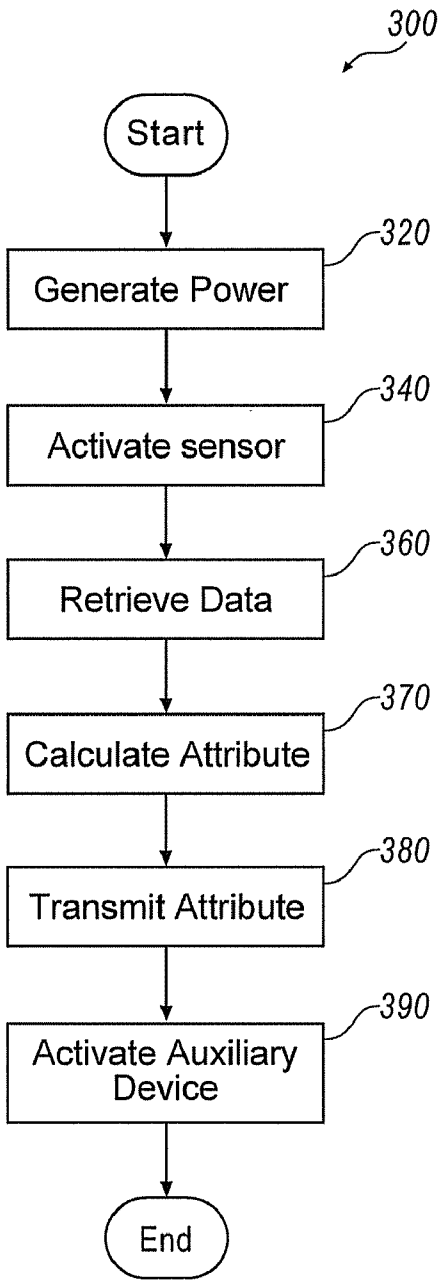 300
Start
320
Generate Power
340
Activate sensor
360
Retrieve Data
370
Calculate Attribute
380
Transmit Attribute
390
Activate Auxiliary
Device
End